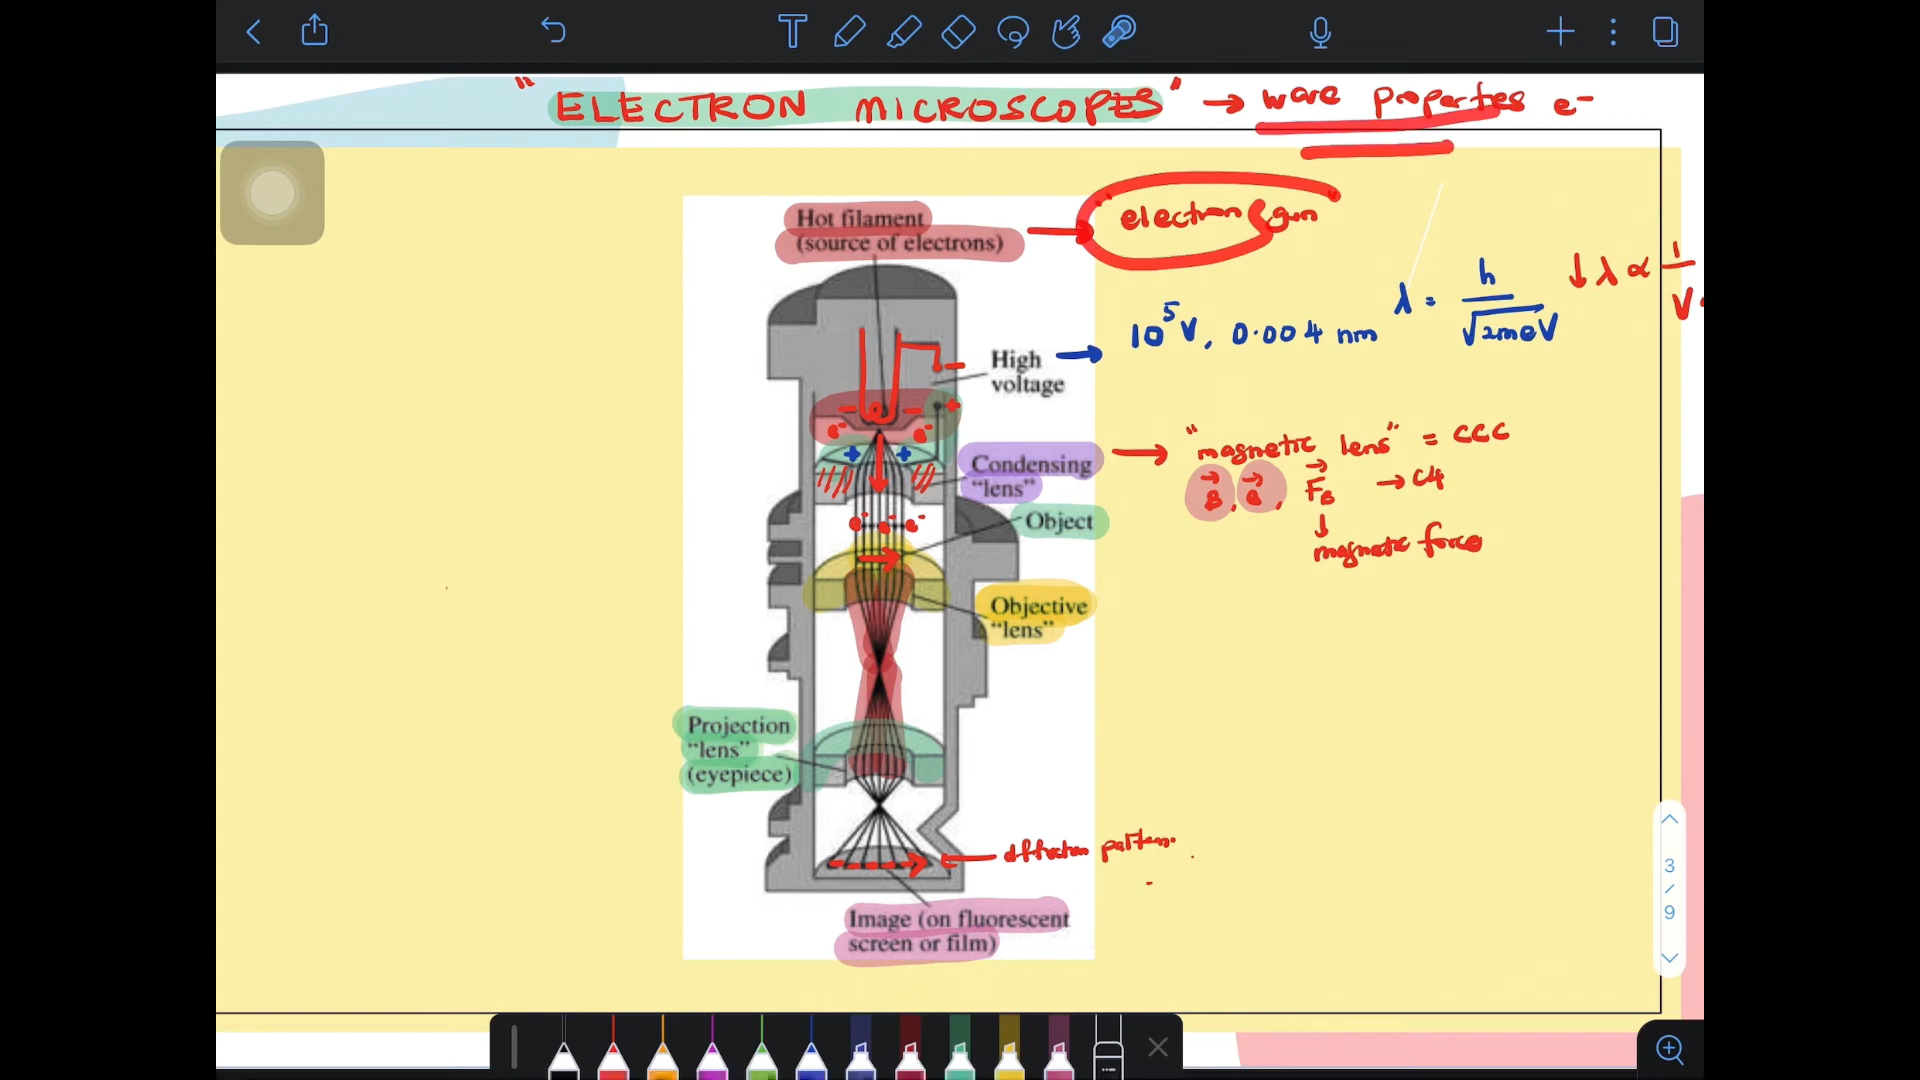 "ELECTRON MICROSCOPES" → wave properties e-
Hot filament
(source of electrons)
"electron gun"
10⁵ V, 0.004 nm
λ = h / √2meV
↓ λ ∝ 1 / V
High
voltage
− − − +
e- e-
+ +
Condensing
"lens"
"magnetic lens" = CCC
B, F_B → C4
magnetic force
e- e- e-
Object
Objective
"lens"
Projection
"lens"
(eyepiece)
diffraction pattern
Image (on fluorescent
screen or film)
3
/
9